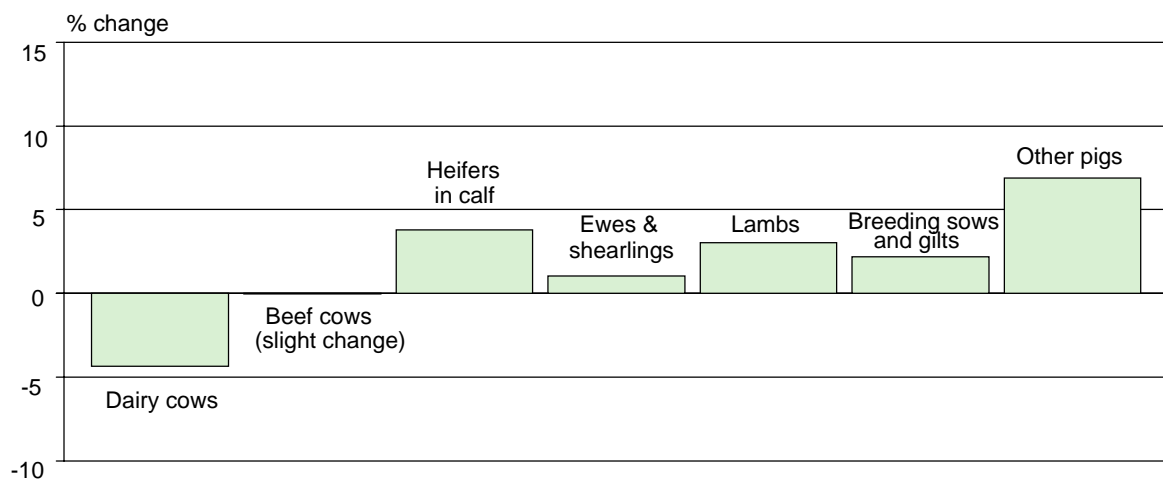 % change
15
10
5
0
-5
-10
Dairy cows
Beef cows
(slight change)
Heifers
in calf
Ewes &
shearlings
Lambs
Breeding sows
and gilts
Other pigs